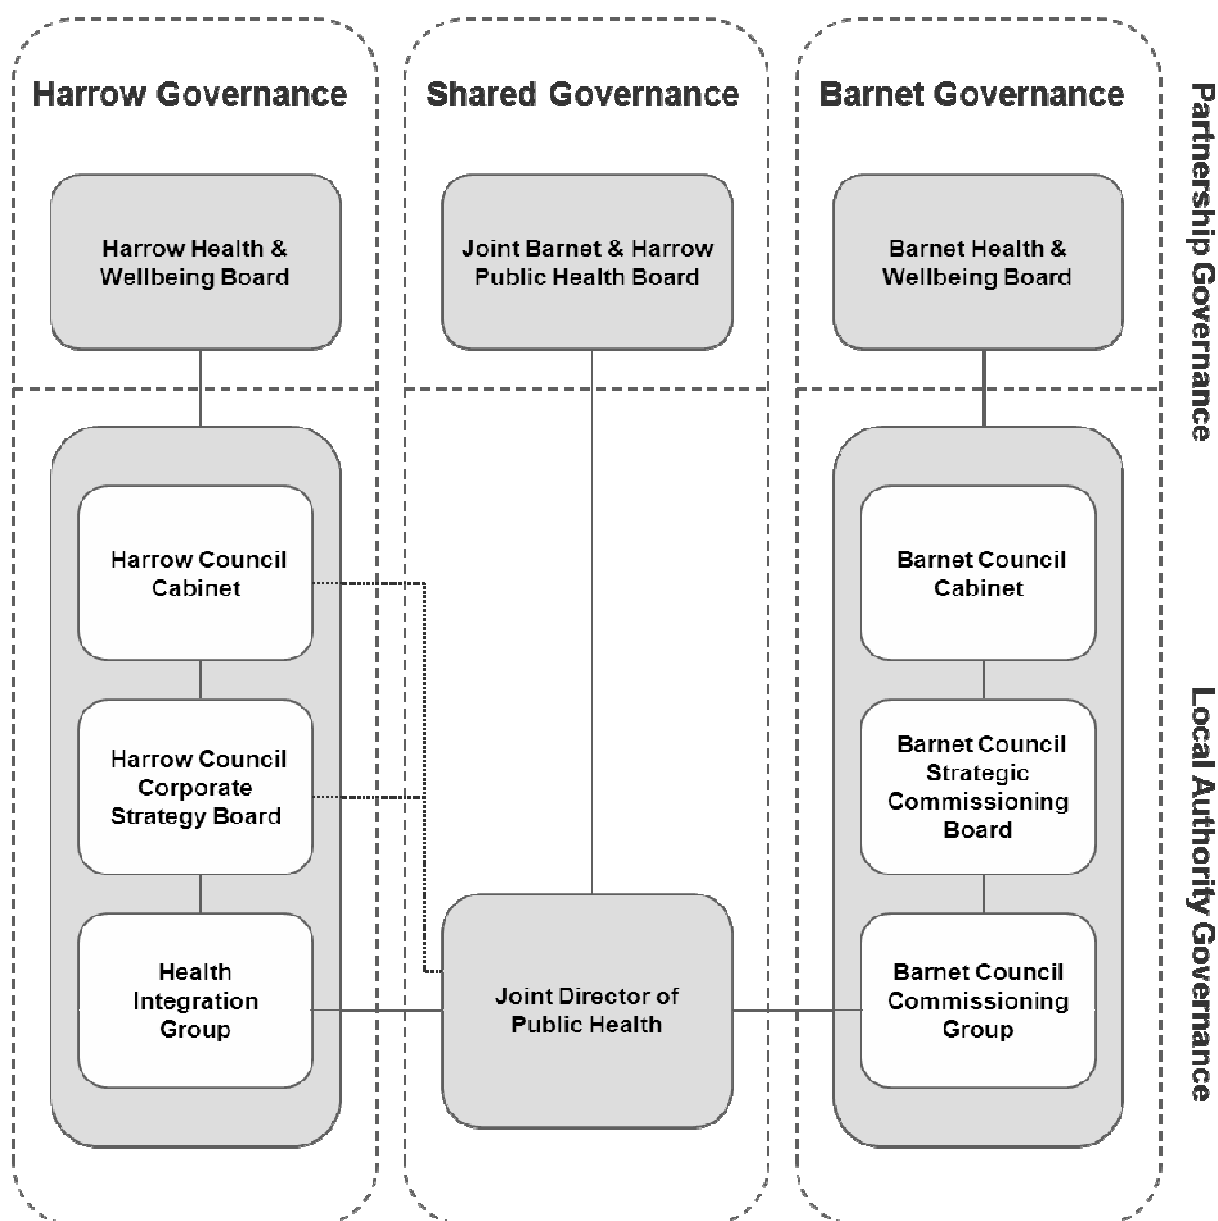 Harrow Governance
Shared Governance
Barnet Governance
Partnership Governance
Harrow Health &
Wellbeing Board
Joint Barnet & Harrow
Public Health Board
Barnet Health &
Wellbeing Board
Harrow Council
Cabinet
Barnet Council
Cabinet
Local Authority Governance
Harrow Council
Corporate
Strategy Board
Barnet Council
Strategic
Commissioning
Board
Health
Integration
Group
Joint Director of
Public Health
Barnet Council
Commissioning
Group